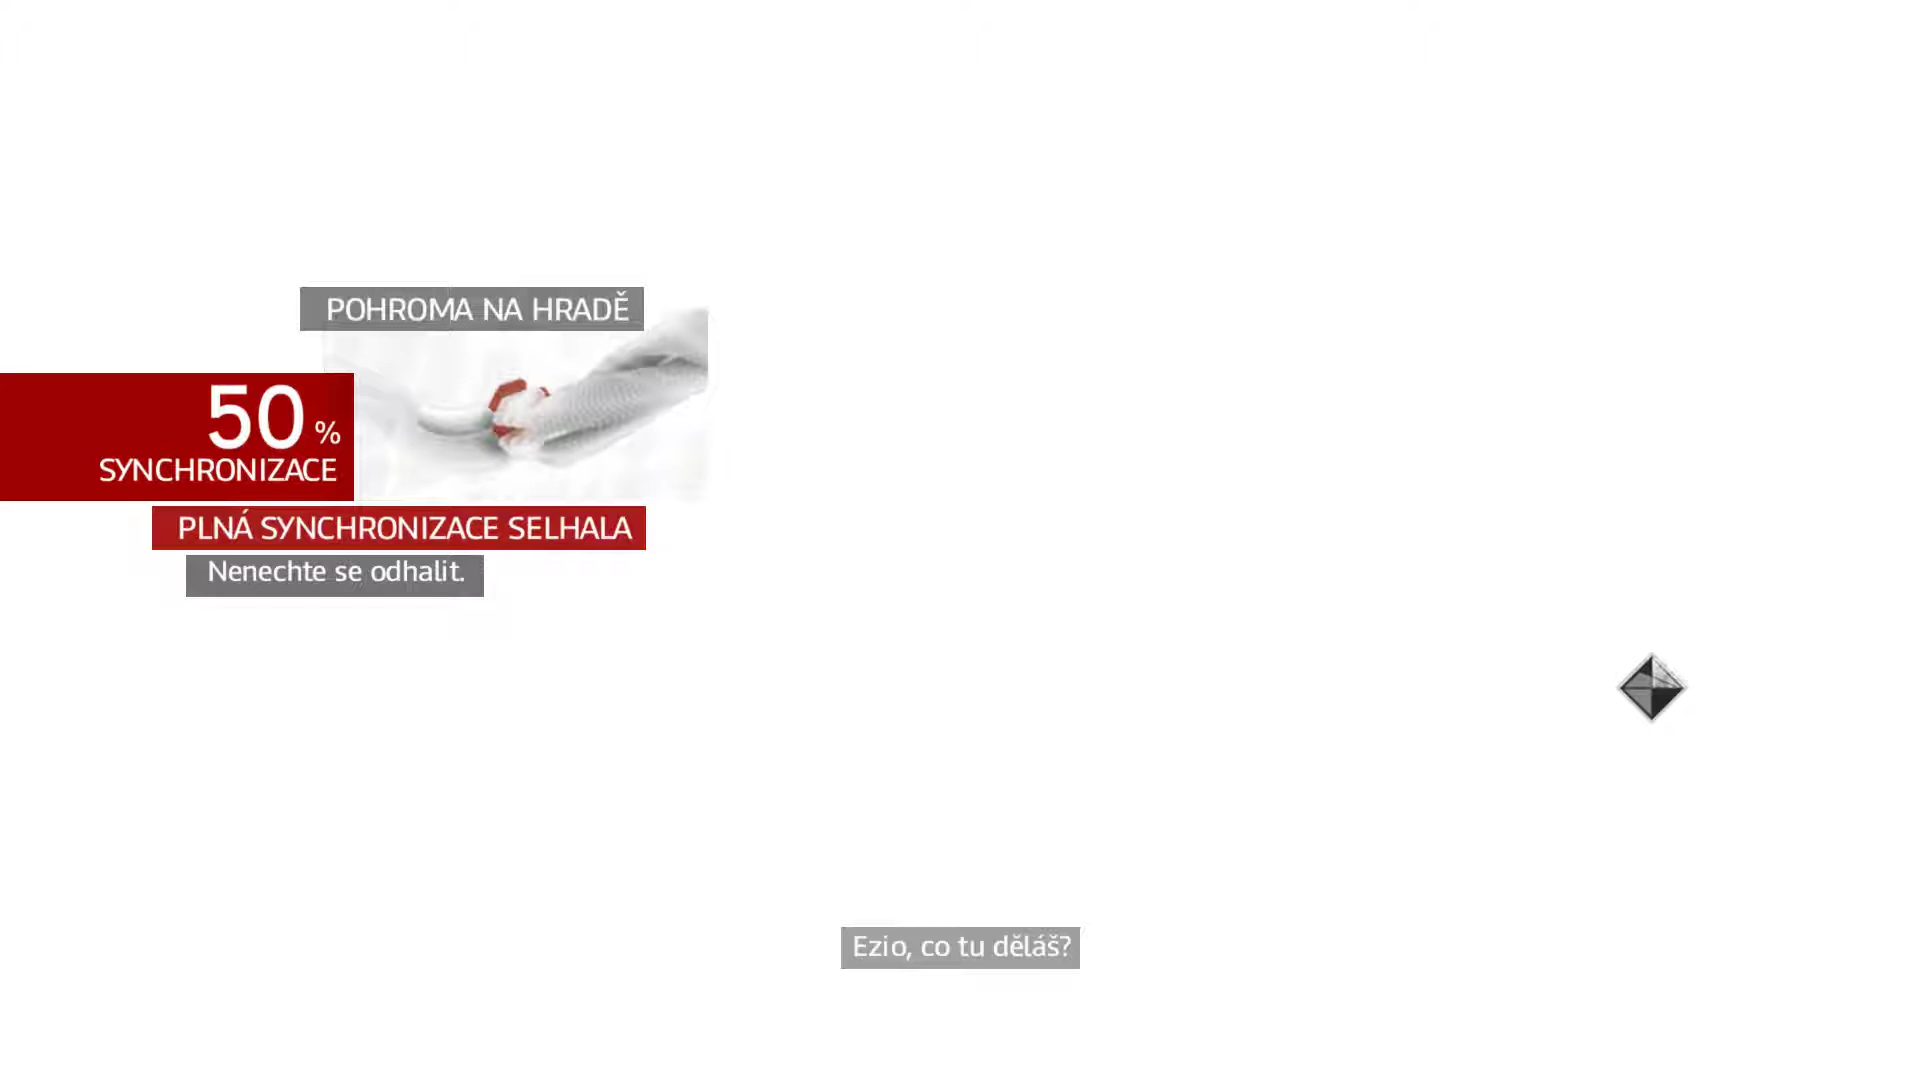 POHROMA NA HRADĚ
50 %
SYNCHRONIZACE
PLNÁ SYNCHRONIZACE SELHALA
Nenechte se odhalit.
Ezio, co tu děláš?